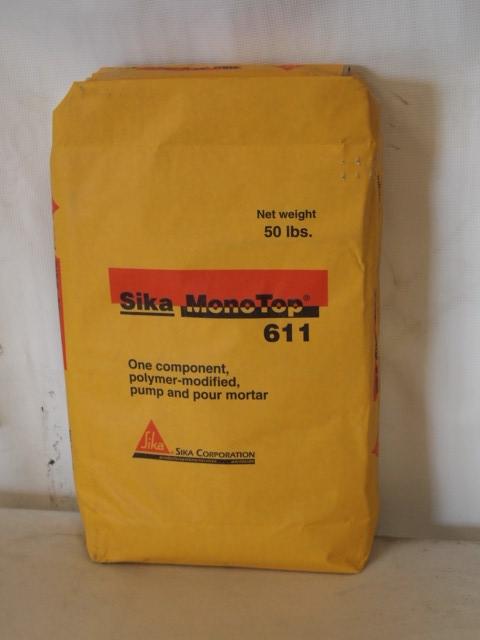 Net weight
50 lbs.
Sika MonoTop®
611
One component,
polymer-modified,
pump and pour mortar
Sika® SIKA CORPORATION